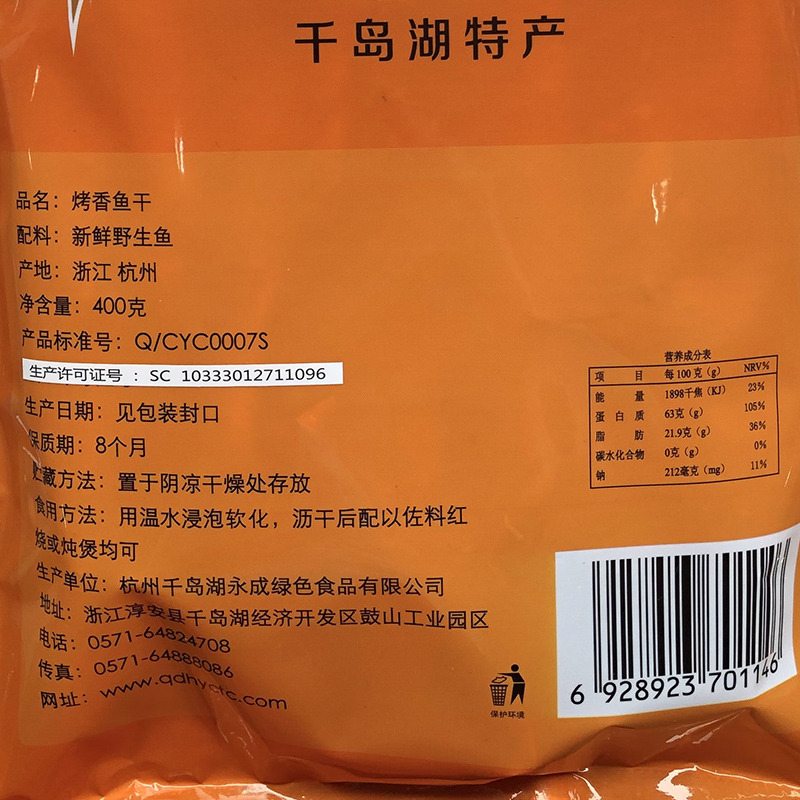 千岛湖特产
品名：烤香鱼干
配料：新鲜野生鱼
产地：浙江 杭州
净含量：400克
产品标准号：Q/CYC0007S
生产许可证号 ：SC 10333012711096
生产日期：见包装封口
保质期：8个月
贮藏方法：置于阴凉干燥处存放
食用方法：用温水浸泡软化，沥干后配以佐料红
烧或炖煲均可
生产单位：杭州千岛湖永成绿色食品有限公司
地址：浙江淳安县千岛湖经济开发区鼓山工业园区
电话：0571-64824708
传真：0571-64888086
网址：www.qdhyctc.com
营养成分表
项 目 每 100 克（g） NRV%
能 量 1898千焦（KJ） 23%
蛋 白 质 63克（g） 105%
脂 肪 21.9克（g） 36%
碳水化合物 0克（g） 0%
钠 212毫克（mg） 11%
保护环境
6 928923 701146